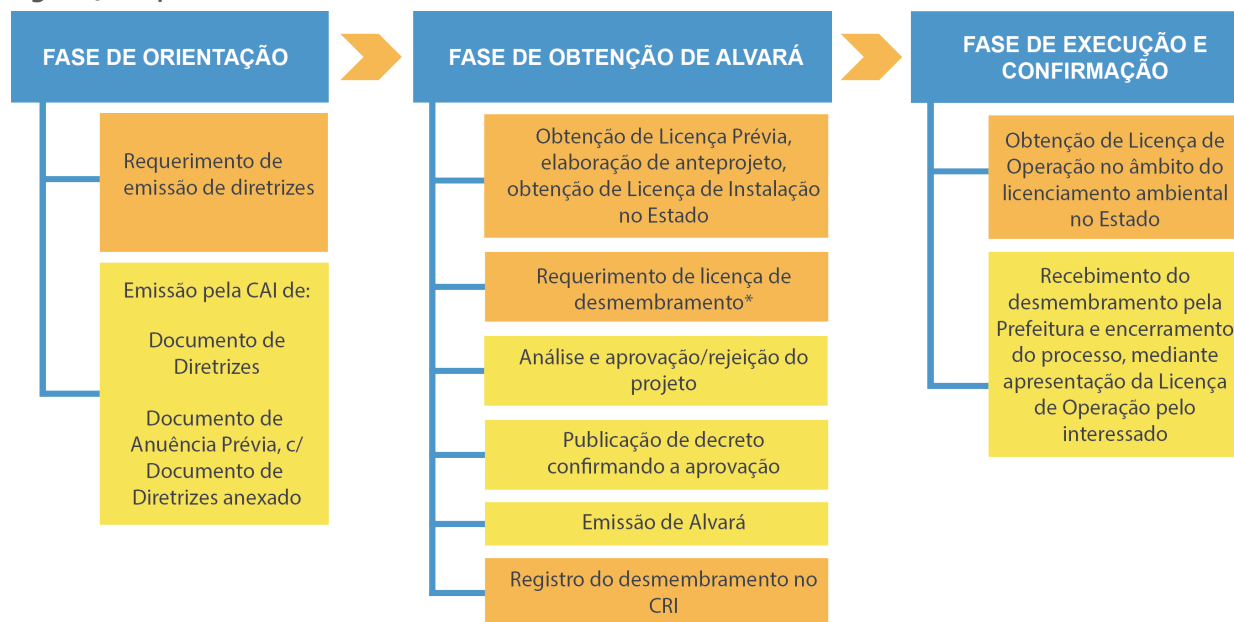 FASE DE ORIENTAÇÃO
Requerimento de
emissão de diretrizes
Emissão pela CAI de:
Documento de
Diretrizes
Documento de
Anuência Prévia, c/
Documento de
Diretrizes anexado
FASE DE OBTENÇÃO DE ALVARÁ
Obtenção de Licença Prévia,
elaboração de anteprojeto,
obtenção de Licença de Instalação
no Estado
Requerimento de licença de
desmembramento*
Análise e aprovação/rejeição do
projeto
Publicação de decreto
confirmando a aprovação
Emissão de Alvará
Registro do desmembramento no
CRI
FASE DE EXECUÇÃO E
CONFIRMAÇÃO
Obtenção de Licença de
Operação no âmbito do
licenciamento ambiental
no Estado
Recebimento do
desmembramento pela
Prefeitura e encerramento
do processo, mediante
apresentação da Licença
de Operação pelo
interessado